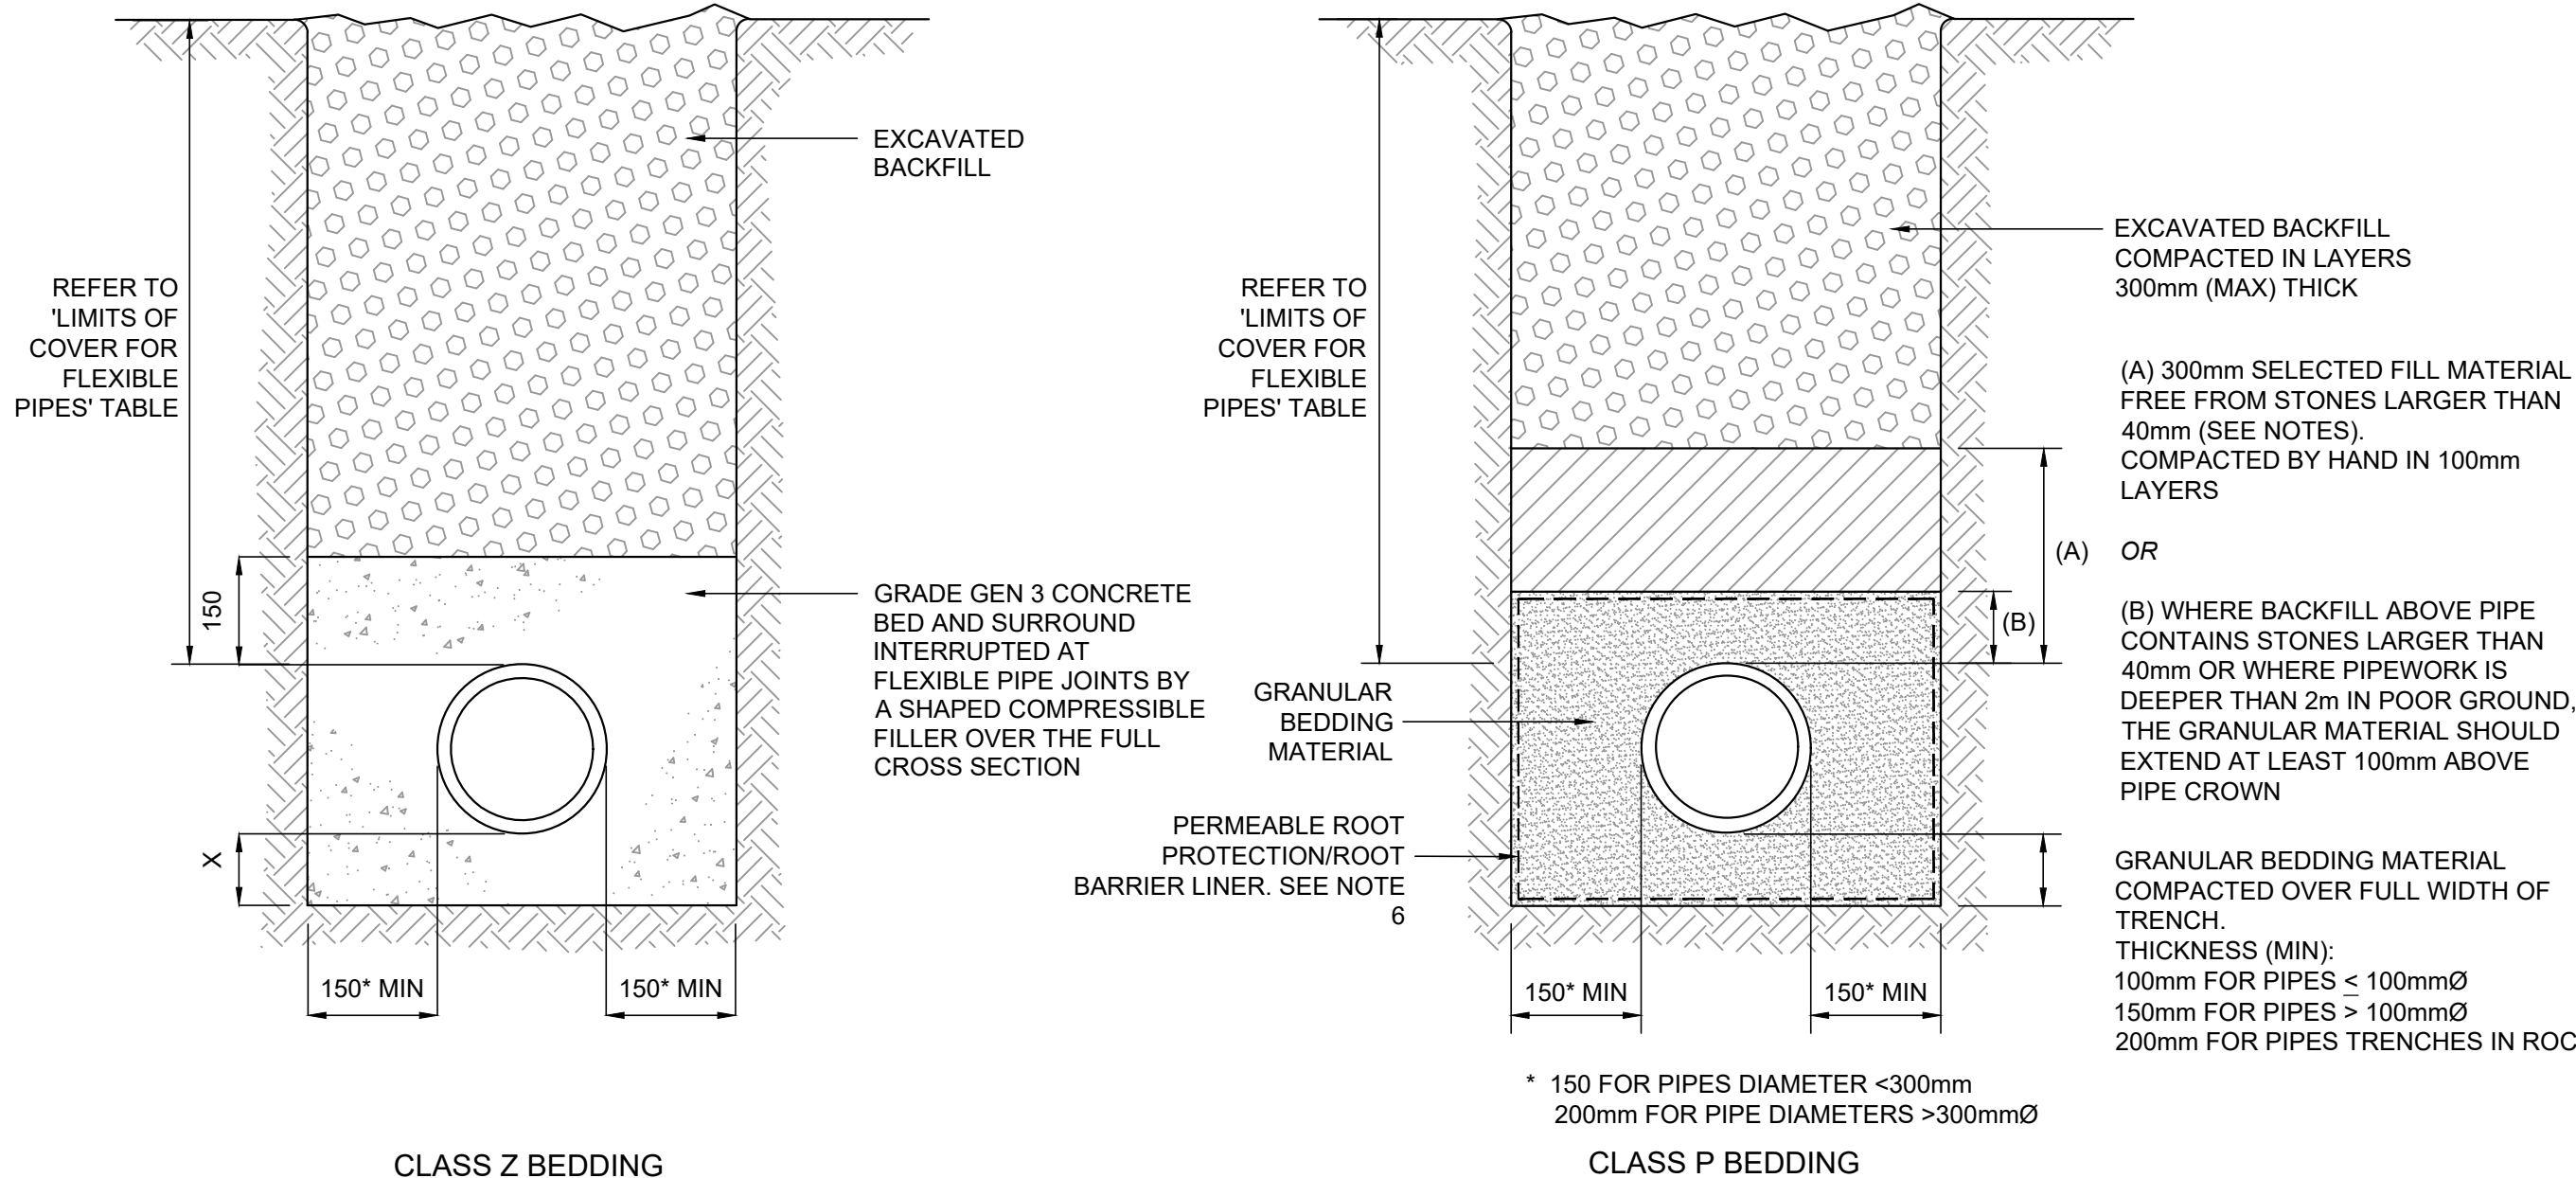 REFER TO
'LIMITS OF
COVER FOR
FLEXIBLE
PIPES' TABLE
EXCAVATED
BACKFILL
150
GRADE GEN 3 CONCRETE
BED AND SURROUND
INTERRUPTED AT
FLEXIBLE PIPE JOINTS BY
A SHAPED COMPRESSIBLE
FILLER OVER THE FULL
CROSS SECTION
X
150* MIN
150* MIN
CLASS Z BEDDING
REFER TO
'LIMITS OF
COVER FOR
FLEXIBLE
PIPES' TABLE
GRANULAR
BEDDING
MATERIAL
PERMEABLE ROOT
PROTECTION/ROOT
BARRIER LINER. SEE NOTE
6
EXCAVATED BACKFILL
COMPACTED IN LAYERS
300mm (MAX) THICK
(A) 300mm SELECTED FILL MATERIAL
FREE FROM STONES LARGER THAN
40mm (SEE NOTES).
COMPACTED BY HAND IN 100mm
LAYERS
(A)
OR
(B)
(B) WHERE BACKFILL ABOVE PIPE
CONTAINS STONES LARGER THAN
40mm OR WHERE PIPEWORK IS
DEEPER THAN 2m IN POOR GROUND,
THE GRANULAR MATERIAL SHOULD
EXTEND AT LEAST 100mm ABOVE
PIPE CROWN
GRANULAR BEDDING MATERIAL
COMPACTED OVER FULL WIDTH OF
TRENCH.
THICKNESS (MIN):
100mm FOR PIPES ≤ 100mmØ
150mm FOR PIPES > 100mmØ
200mm FOR PIPES TRENCHES IN ROC
150* MIN
150* MIN
* 150 FOR PIPES DIAMETER <300mm
200mm FOR PIPE DIAMETERS >300mmØ
CLASS P BEDDING